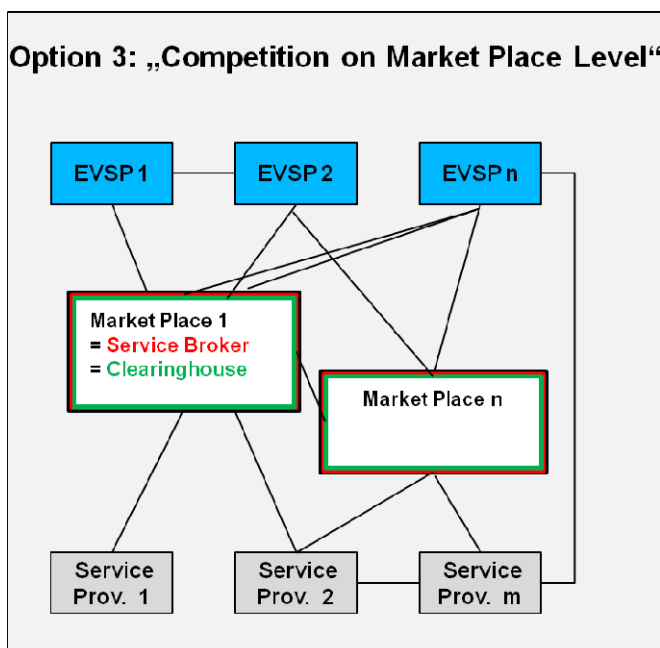 Option 3: „Competition on Market Place Level“
EVSP 1
EVSP 2
EVSP n
Market Place 1
= Service Broker
= Clearinghouse
Market Place n
Service
Prov. 1
Service
Prov. 2
Service
Prov. m